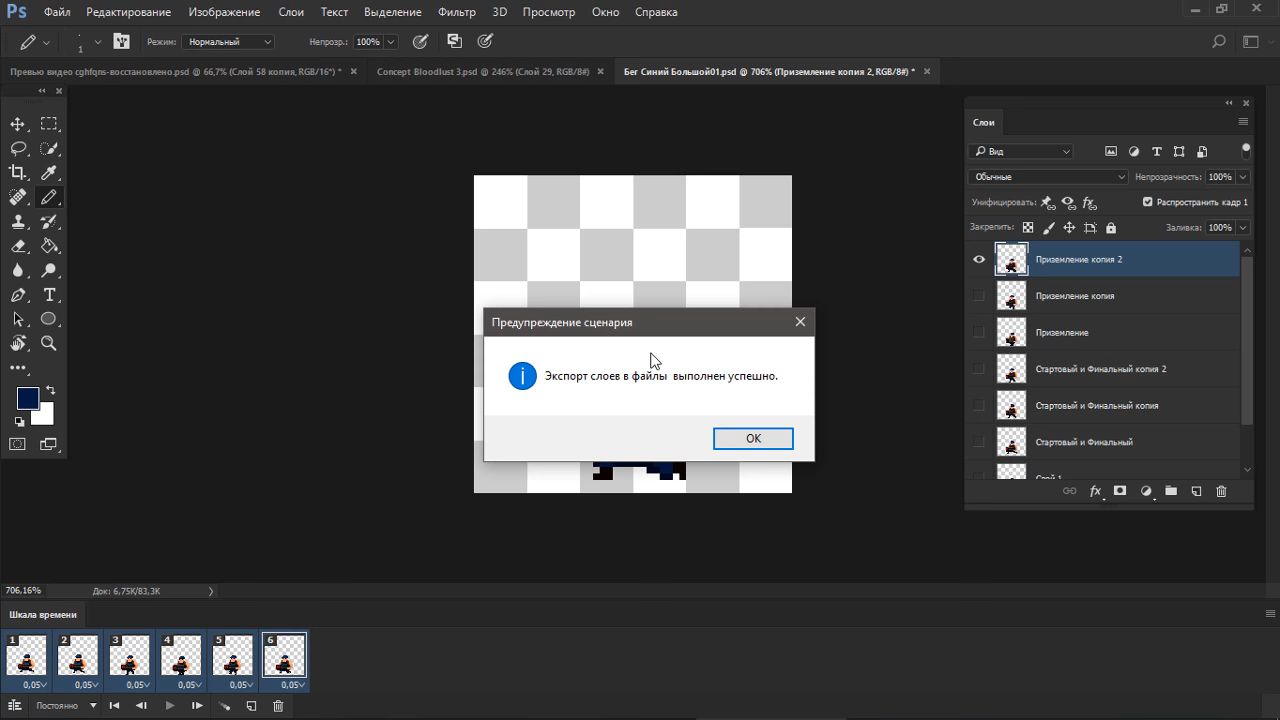 Ps Файл Редактирование Изображение Слои Текст Выделение Фильтр 3D Просмотр Окно Справка
1 Режим: Нормальный Непрозр.: 100%
Превью видео cghfqns-восстановлено.psd @ 66,7% (Слой 58 копия, RGB/16*) * Concept Bloodlust 3.psd @ 246% (Слой 29, RGB/8#) Бег Синий Большой01.psd @ 706% (Приземление копия 2, RGB/8#) *
Слои
Вид
Обычные Непрозрачность: 100%
Унифицировать: Распространить кадр 1
Закрепить: Заливка: 100%
Приземление копия 2
Приземление копия
Приземление
Стартовый и Финальный копия 2
Стартовый и Финальный копия
Стартовый и Финальный
Слой 1
Предупреждение сценария
Экспорт слоев в файлы выполнен успешно.
OK
706,16% Док: 6,75K/83,3K
Шкала времени
1 2 3 4 5 6
0,05 0,05 0,05 0,05 0,05 0,05
Постоянно